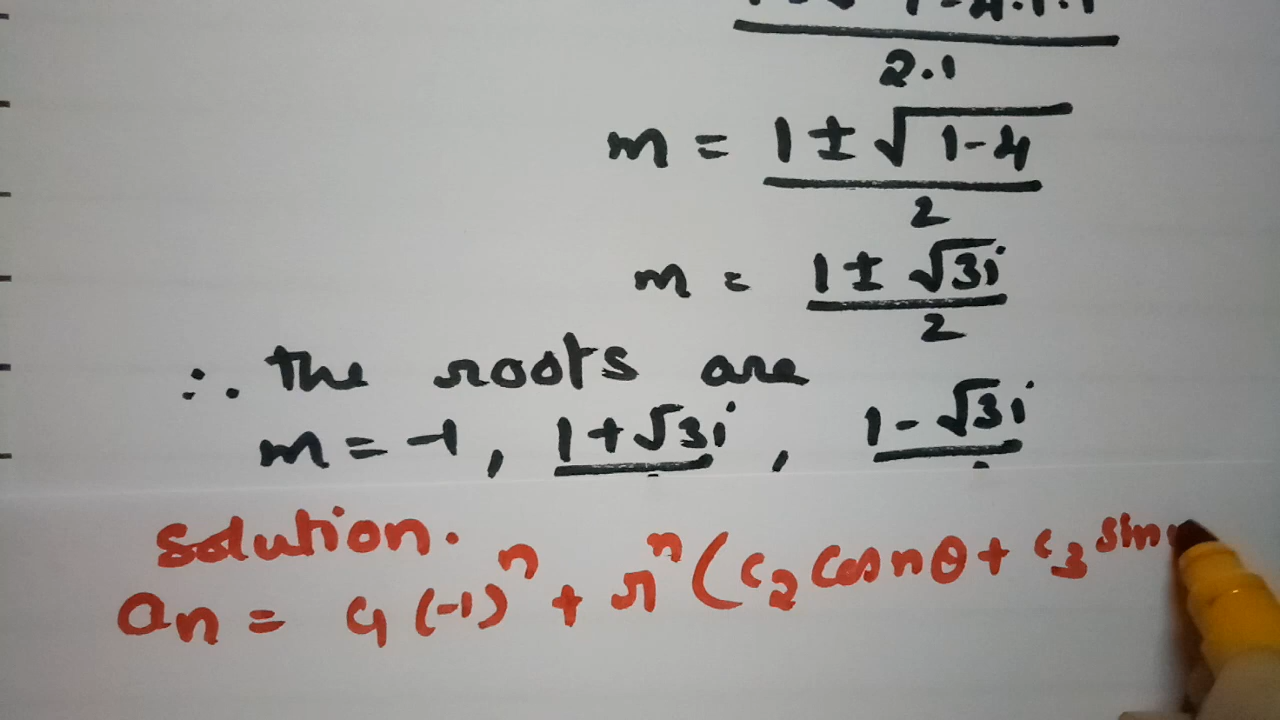 2.1
m = 1 ± √1-4
2
m = 1 ± √3i
2
∴ the roots are
m = -1, 1+√3i, 1-√3i
Solution.
an = c1 (-1)^n + r^n (c2 cos nθ + c3 sin